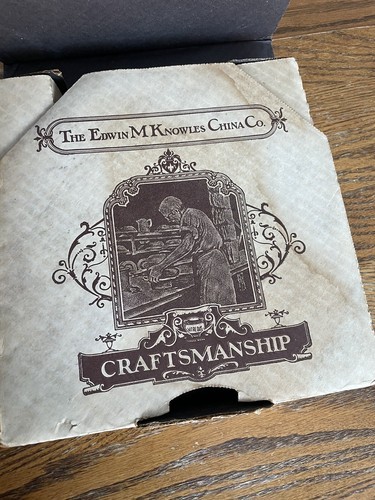 THE EDWIN M KNOWLES CHINA CO.
CRAFTSMANSHIP